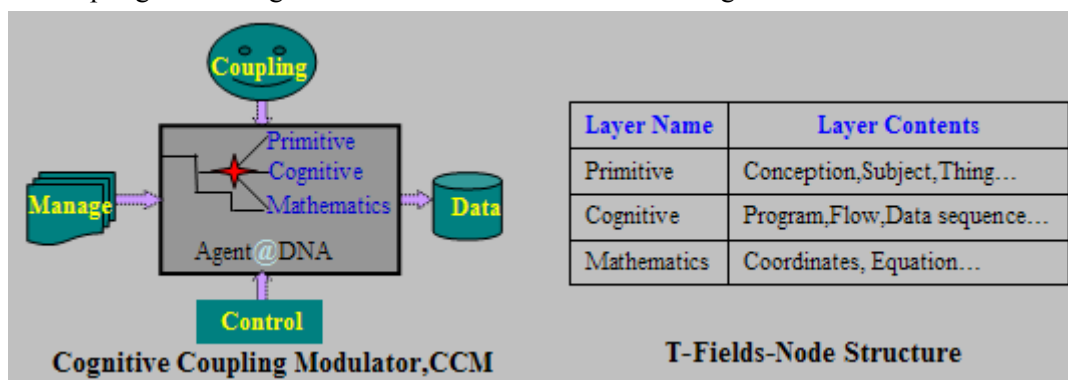 Coupling
Primitive
Cognitive
Mathematics
Manage
Data
Agent@DNA
Control
Cognitive Coupling Modulator,CCM
Layer Name Layer Contents
Primitive Conception,Subject,Thing...
Cognitive Program,Flow,Data sequence...
Mathematics Coordinates, Equation...
T-Fields-Node Structure